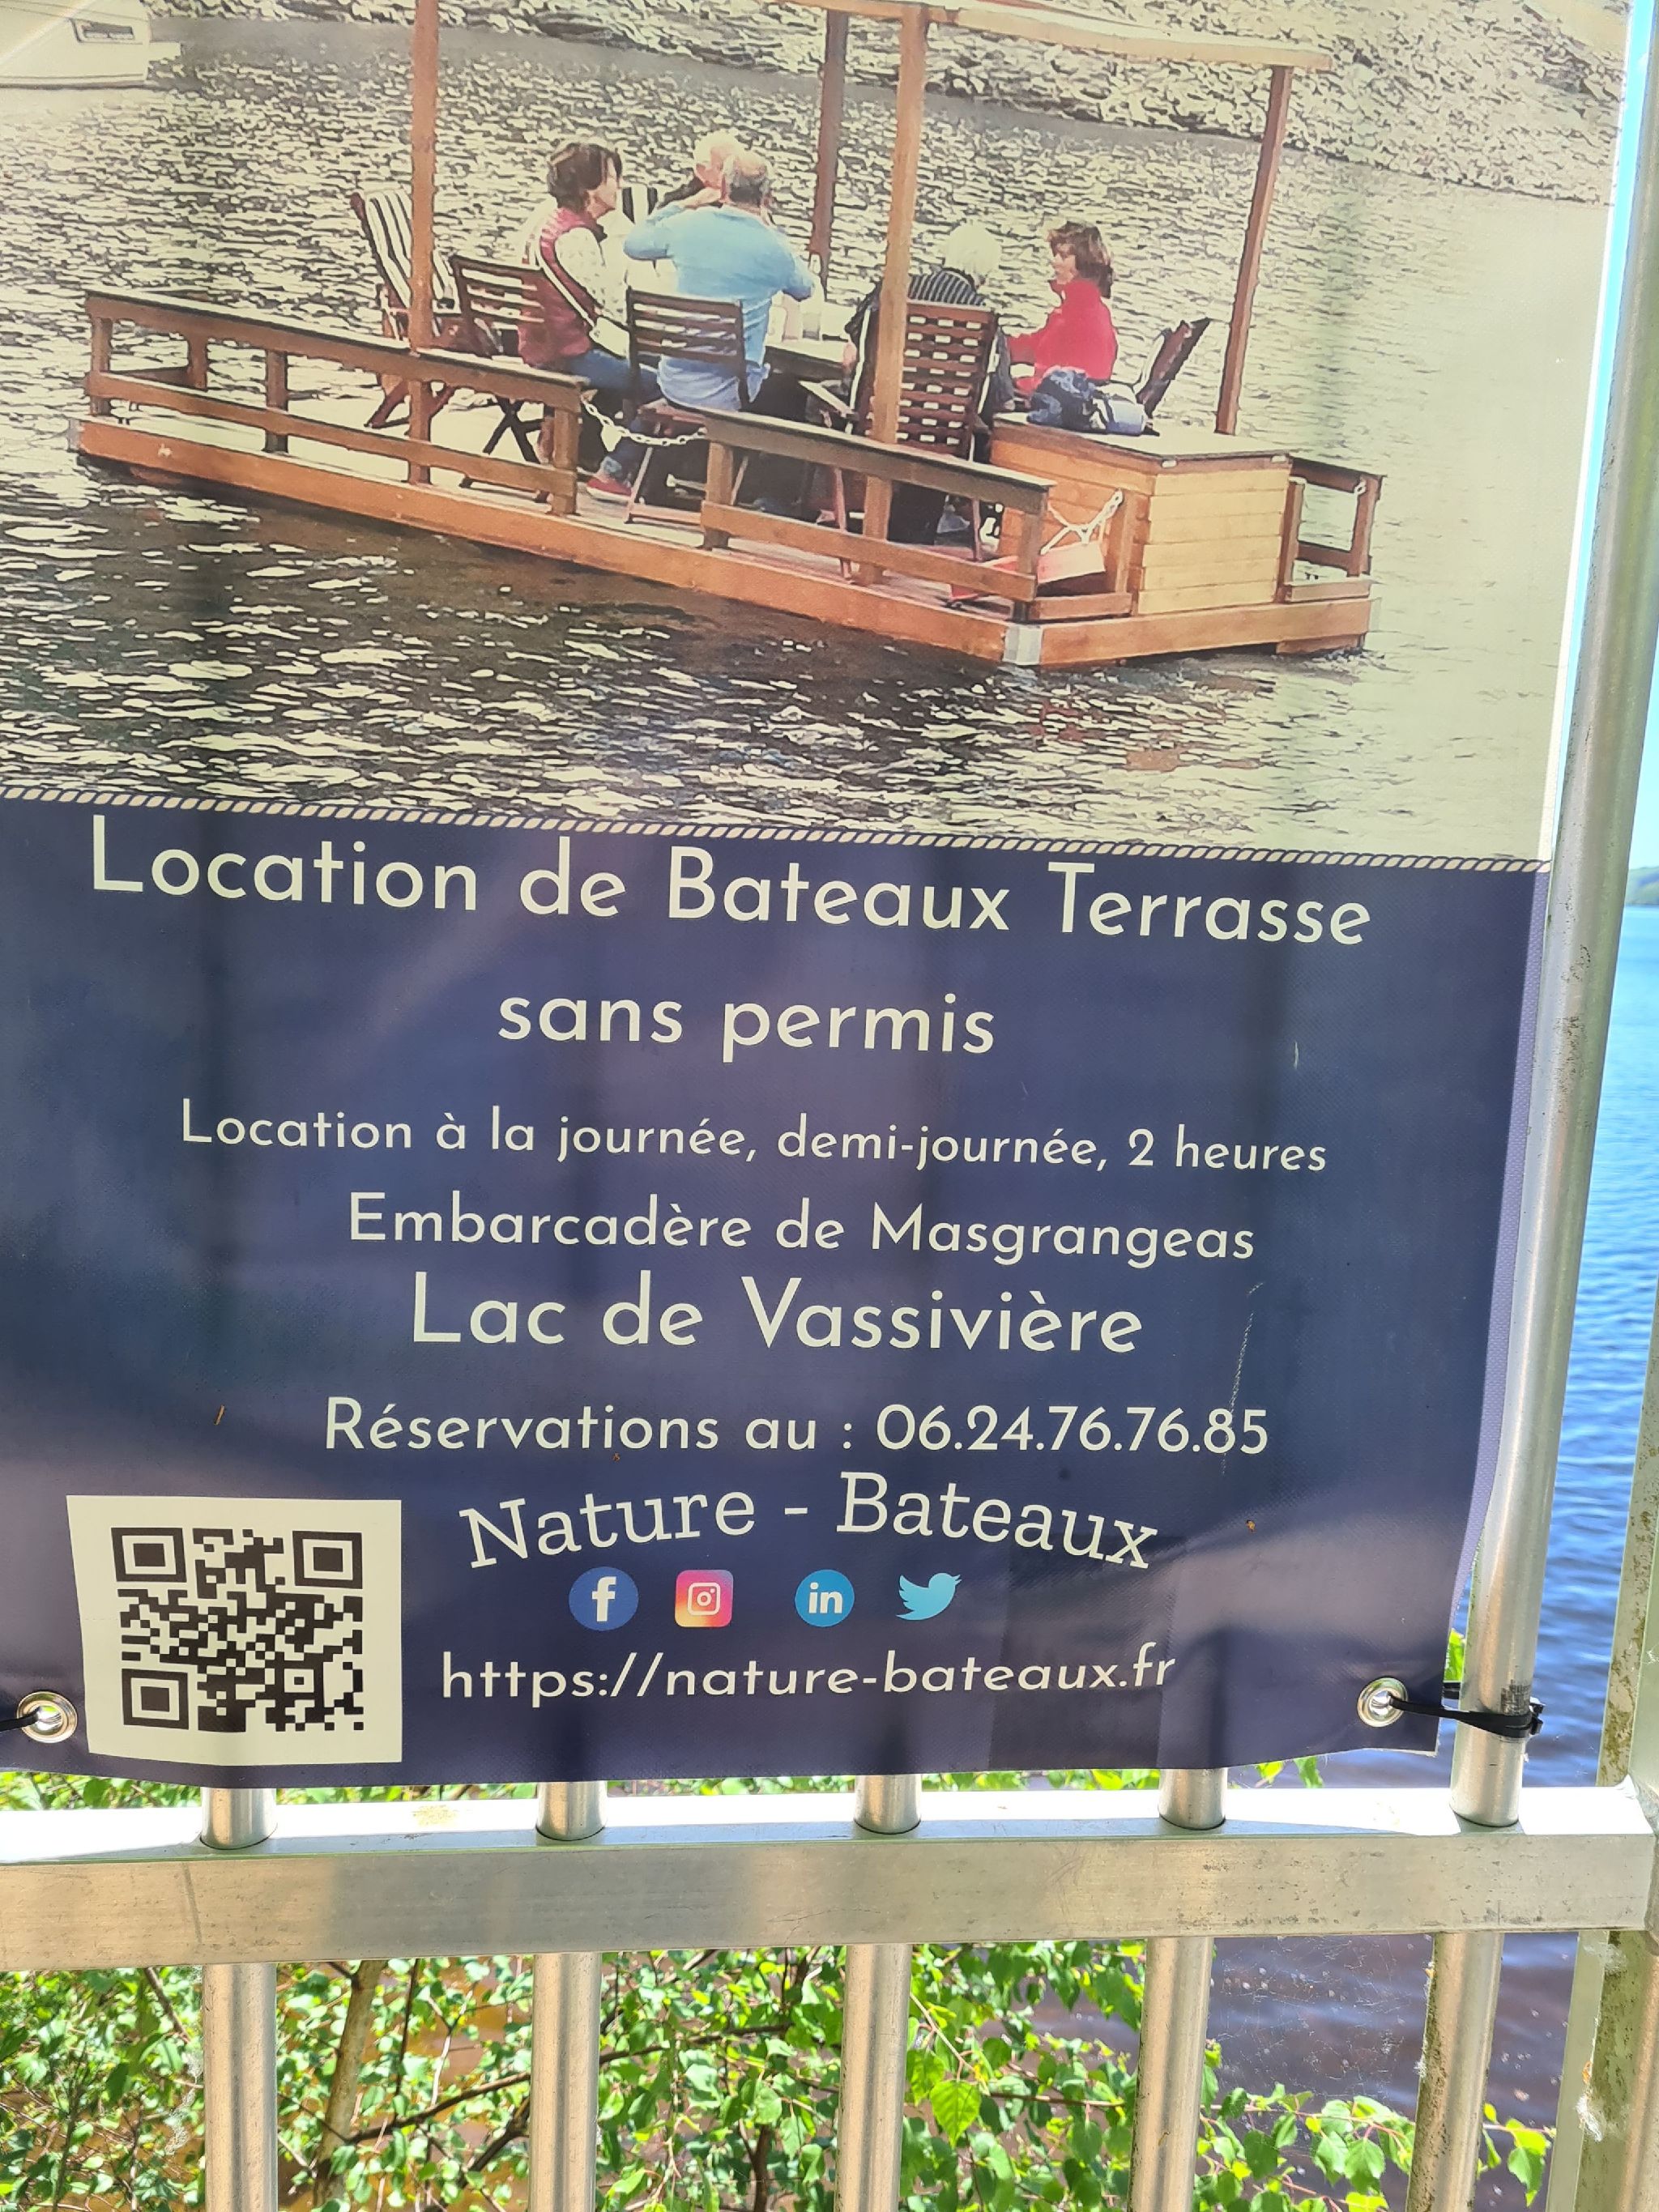 Location de Bateaux Terrasse
sans permis
Location à la journée, demi-journée, 2 heures
Embarcadère de Masgrangeas
Lac de Vassivière
Réservations au : 06.24.76.76.85
Nature - Bateaux
f in
https://nature-bateaux.fr